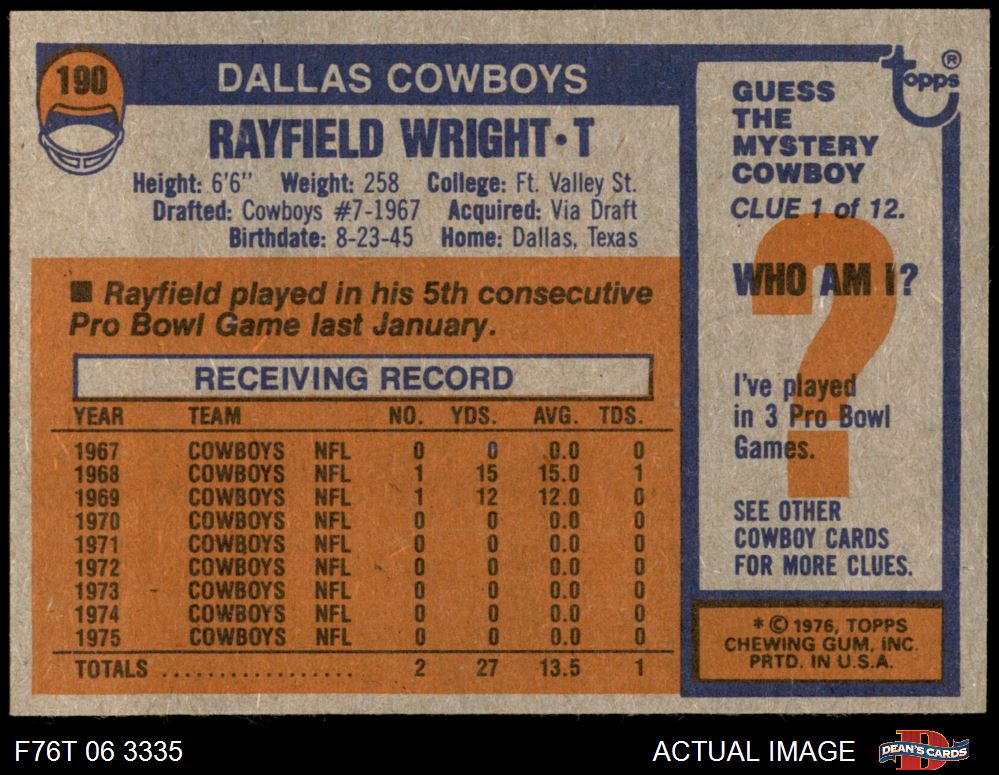 190
DALLAS COWBOYS
RAYFIELD WRIGHT•T
Height: 6'6" Weight: 258 College: Ft. Valley St.
Drafted: Cowboys #7-1967 Acquired: Via Draft
Birthdate: 8-23-45 Home: Dallas, Texas
■ Rayfield played in his 5th consecutive
Pro Bowl Game last January.
RECEIVING RECORD
YEAR TEAM NO. YDS. AVG. TDS.
1967 COWBOYS NFL 0 0 0.0 0
1968 COWBOYS NFL 1 15 15.0 1
1969 COWBOYS NFL 1 12 12.0 0
1970 COWBOYS NFL 0 0 0.0 0
1971 COWBOYS NFL 0 0 0.0 0
1972 COWBOYS NFL 0 0 0.0 0
1973 COWBOYS NFL 0 0 0.0 0
1974 COWBOYS NFL 0 0 0.0 0
1975 COWBOYS NFL 0 0 0.0 0
TOTALS .................. 2 27 13.5 1
topps ®
GUESS
THE
MYSTERY
COWBOY
CLUE 1 of 12.
WHO AM I?
?
I've played
in 3 Pro Bowl
Games.
SEE OTHER
COWBOY CARDS
FOR MORE CLUES.
* © 1976, TOPPS
CHEWING GUM, INC.
PRTD. IN U.S.A.
F76T 06 3335 ACTUAL IMAGE D DEAN'S CARDS